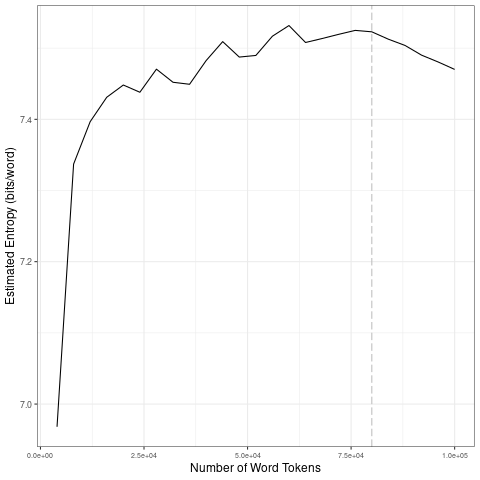 Estimated Entropy (bits/word)
7.4
7.2
7.0
0.0e+00 2.5e+04 5.0e+04 7.5e+04 1.0e+05
Number of Word Tokens